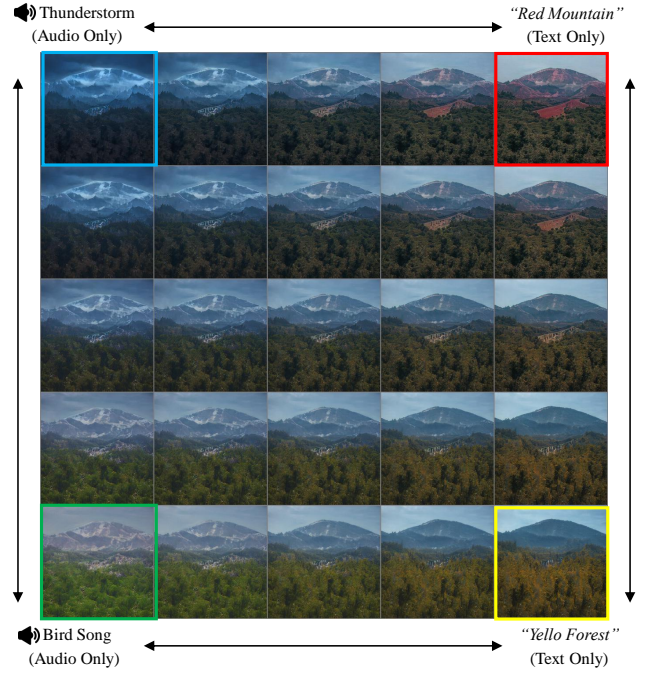 Thunderstorm
(Audio Only)
“Red Mountain”
(Text Only)
Bird Song
(Audio Only)
“Yello Forest”
(Text Only)